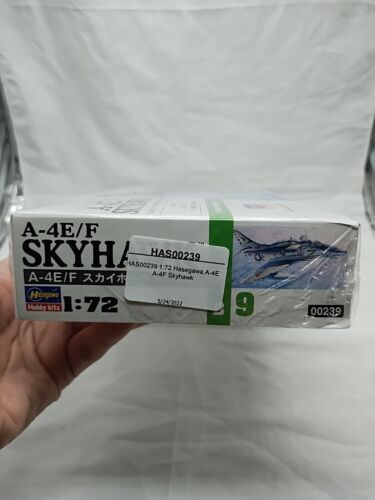 A-4E/F
SKYHA
A-4E/F スカイホ
Hasegawa
Hobby kits
1:72
HAS00239
HAS00239 1:72 Hasegawa A-4E
A-4F Skyhawk
5/24/2022
9
00239